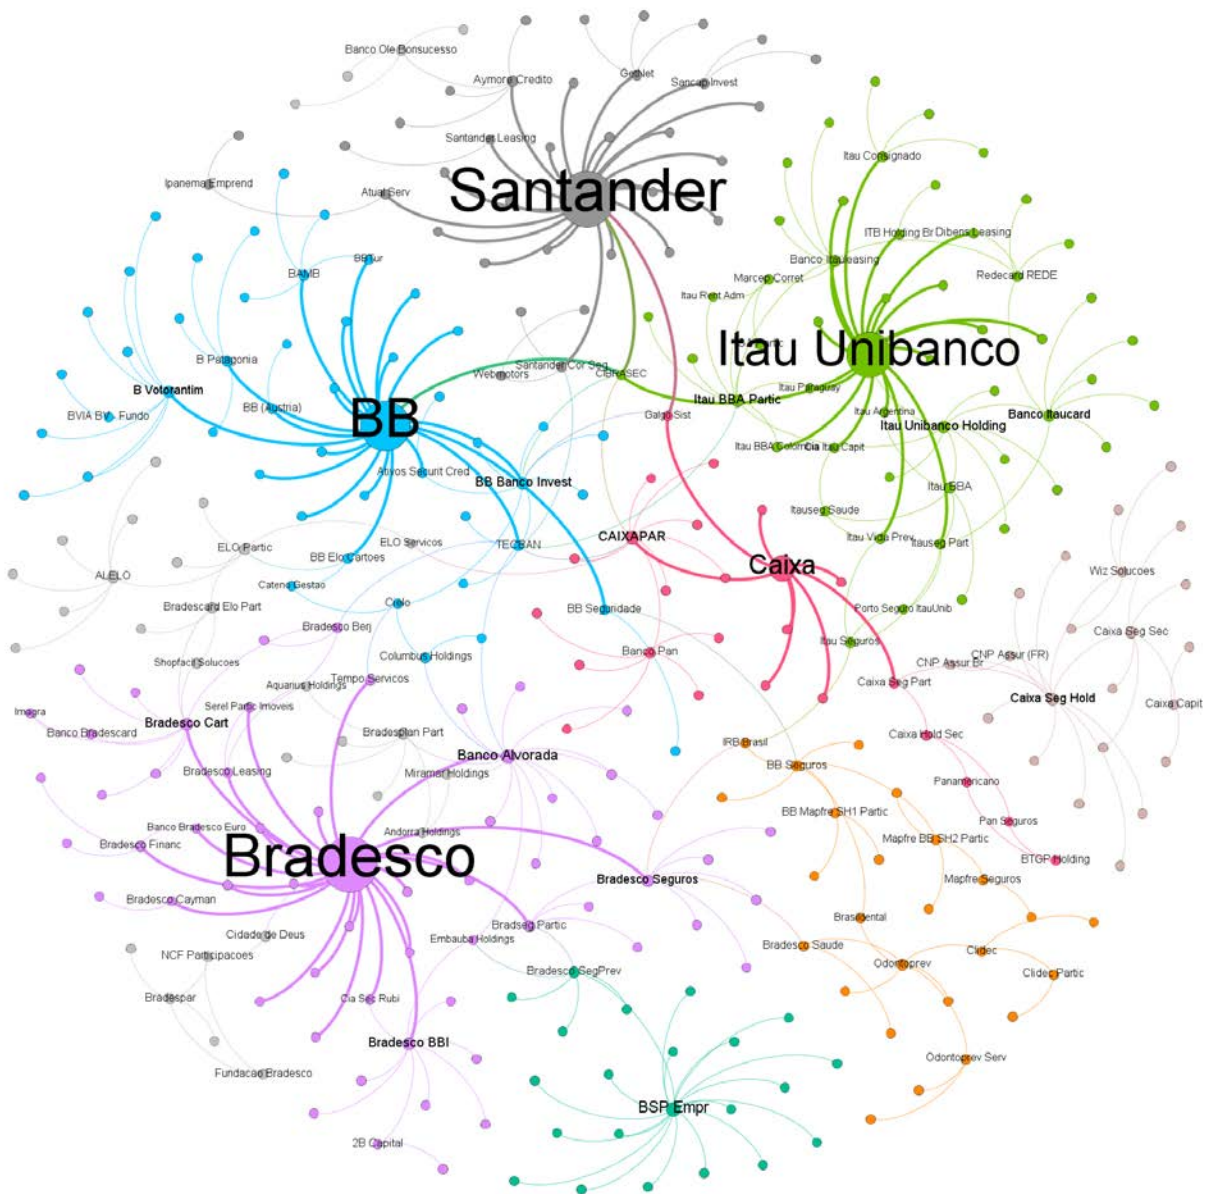 Banco Ole Bonsucesso
Aymore Credito
GetNet
Sancap Invest
Santander Leasing
Itau Consignado
Ipanema Emprend
Atual Serv
Santander
ITB Holding Br
Dibens Leasing
BAMB
BBTur
Banco Itauleasing
Marcep Corret
Redecard REDE
Itau Rent Adm
B Patagonia
Santander Cor Seg
Webmotors
CIBRASEC
Itau Unibanco
B Votorantim
Itau Paraguay
Itau BBA Partic
BVIA BV - Fundo
BB (Austria)
BB
Galgo Sist
Itau Argentina
Itau Unibanco Holding
Banco Itaucard
Itau BBA Colombia
Cia Itau Capit
Ativos Securit Cred
BB Banco Invest
Itau BBA
Itauseg Saude
ELO Partic
ELO Servicos
TECBAN
CAIXAPAR
Itau Vida Prev
Itauseg Part
BB Elo Cartoes
Caixa
ALELO
Cateno Gestao
Wiz Solucoes
Bradescard Elo Part
Cielo
BB Seguridade
Porto Seguro ItauUnib
Bradesco Berj
Itau Seguros
Caixa Seg Sec
Shopfacil Solucoes
Columbus Holdings
Banco Pan
CNP Assur (FR)
CNP Assur Br
Aquarius Holdings
Tempo Servicos
Caixa Seg Part
Caixa Seg Hold
Caixa Capit
Imagra
Serel Partic Imoveis
Bradesco Cart
Banco Bradescard
Bradesplan Part
Caixa Hold Sec
IRB Brasil
Banco Alvorada
BB Seguros
Bradesco Leasing
Miramar Holdings
Panamericano
BB Mapfre SH1 Partic
Pan Seguros
Banco Bradesco Euro
Andorra Holdings
Mapfre BB SH2 Partic
Bradesco Financ
Bradesco
BTGP Holding
Bradesco Seguros
Mapfre Seguros
Bradesco Cayman
Brasildental
Cidade de Deus
Bradseg Partic
Embauba Holdings
Bradesco Saude
NCF Participacoes
Odontoprev
Clidec
Bradesco SegPrev
Clidec Partic
Bradespar
Cia Sec Rubi
Bradesco BBI
Odontoprev Serv
Fundacao Bradesco
BSP Empr
2B Capital